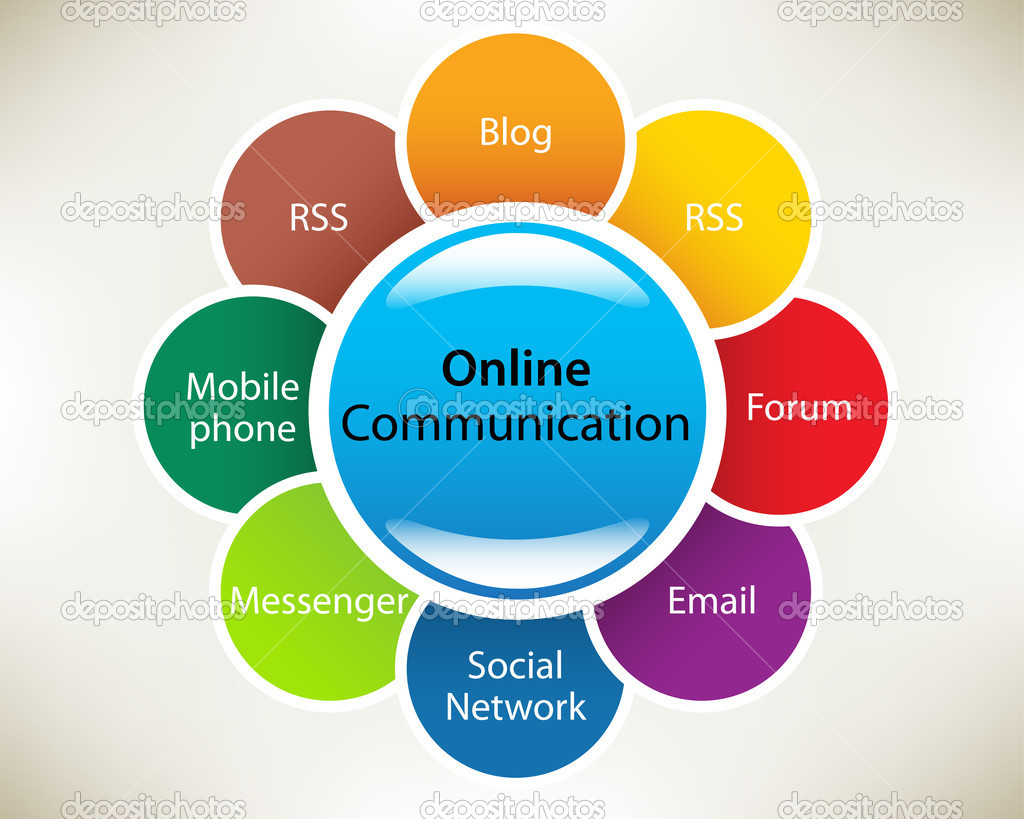 depositphotos depositphotos depositphotos
Blog
RSS
RSS
depositphotos depositphotos depositphotos
Online
Communication
Mobile
phone
Forum
depositphotos depositphotos depositphotos
Messenger
Email
depositphotos depositphotos depositphotos
Social
Network
depositphotos depositphotos depositphotos